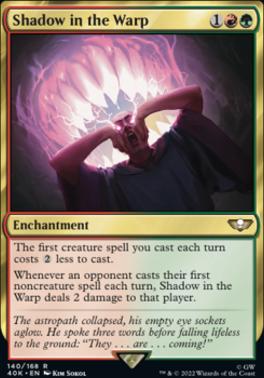 Shadow in the Warp 1
Enchantment
The first creature spell you cast each turn
costs 2 less to cast.
Whenever an opponent casts their first
noncreature spell each turn, Shadow in the
Warp deals 2 damage to that player.
The astropath collapsed, his empty eye sockets
aglow. He spoke three words before falling lifeless
to the ground: "They . . . are . . . coming!"
140/168 R
40K • EN Kim Sokol
© GW
™ & © 2022 Wizards of the Coast